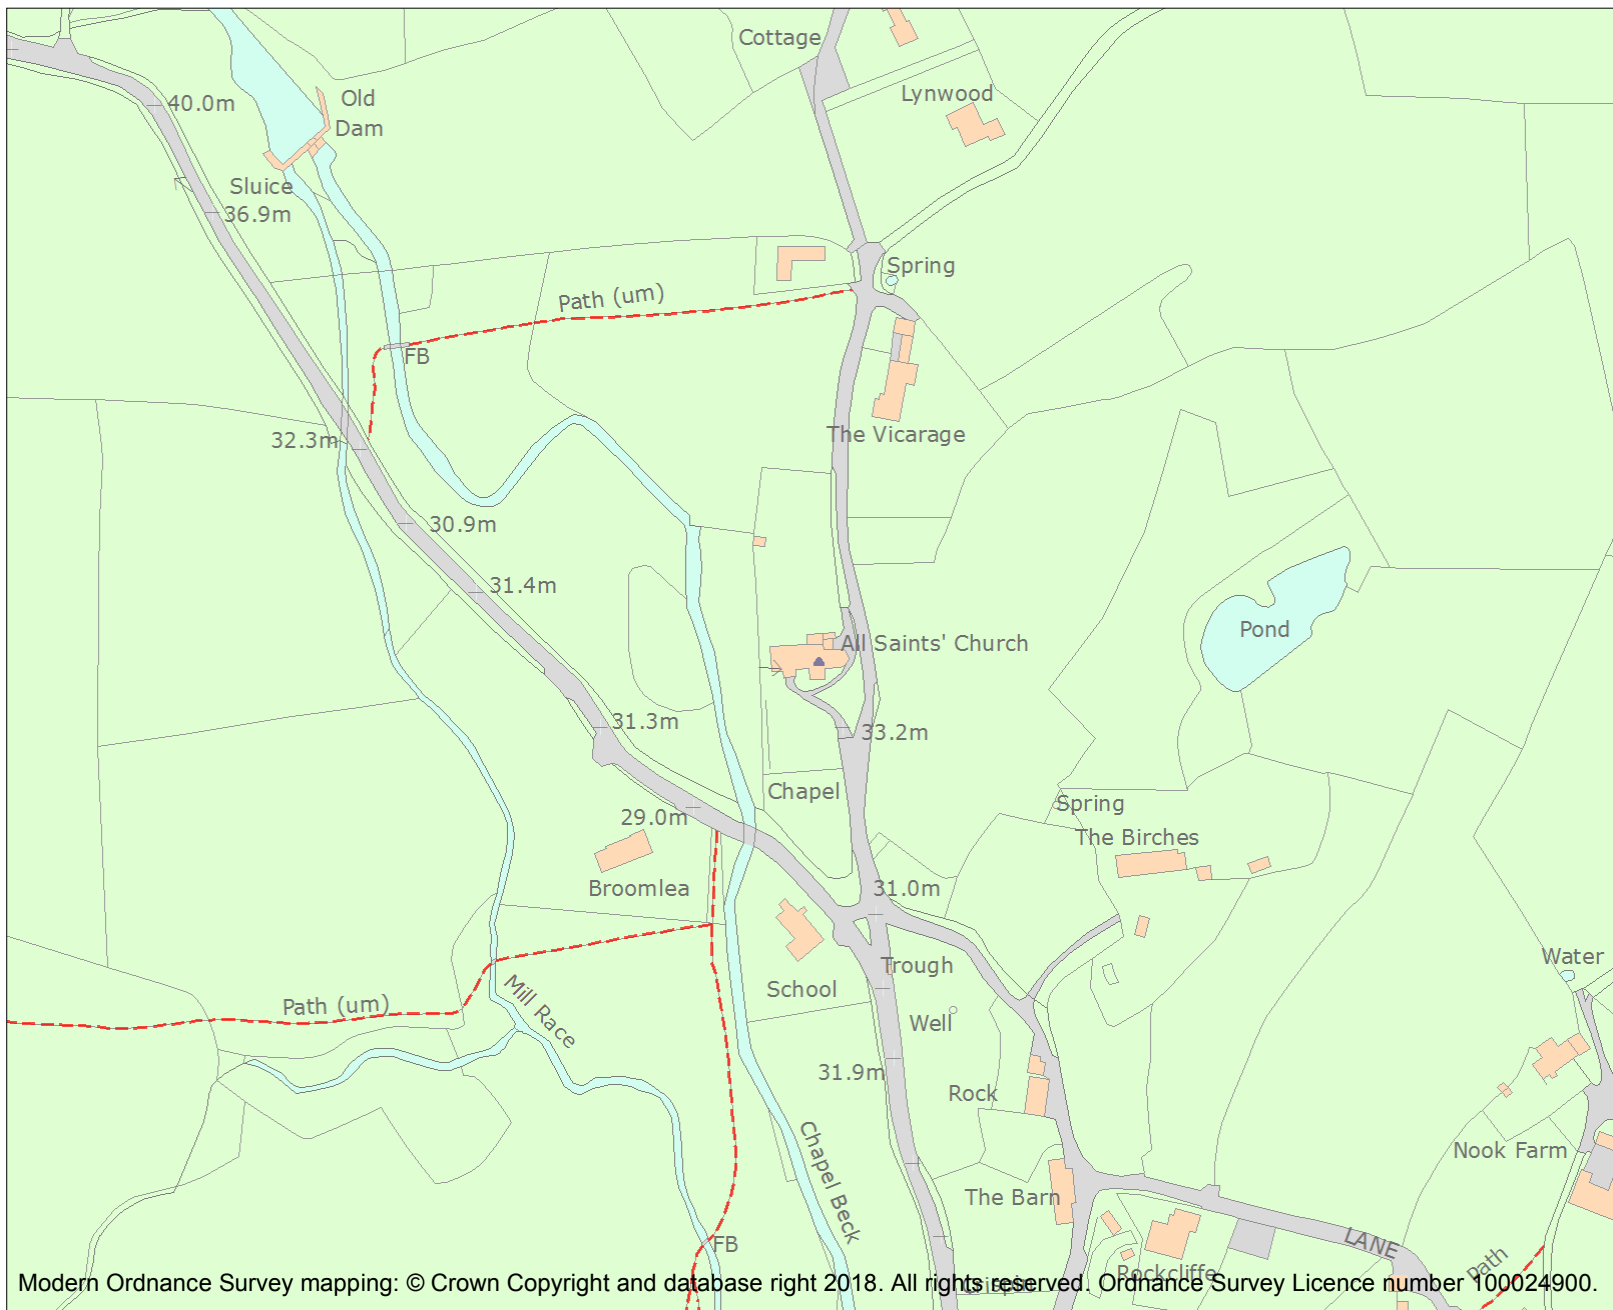 Cottage
Lynwood
40.0m
Old
Dam
Sluice
36.9m
Spring
Path (um)
FB
32.3m
The Vicarage
30.9m
31.4m
Pond
All Saints' Church
31.3m
33.2m
Chapel
Spring
29.0m
The Birches
Broomlea
31.0m
Trough
Water
School
Path (um)
Mill Race
Well
31.9m
Rock
Chapel Beck
Nook Farm
The Barn
FB
LANE
Path
Rockcliffe
Modern Ordnance Survey mapping: © Crown Copyright and database right 2018. All rights reserved. Ordnance Survey Licence number 100024900.